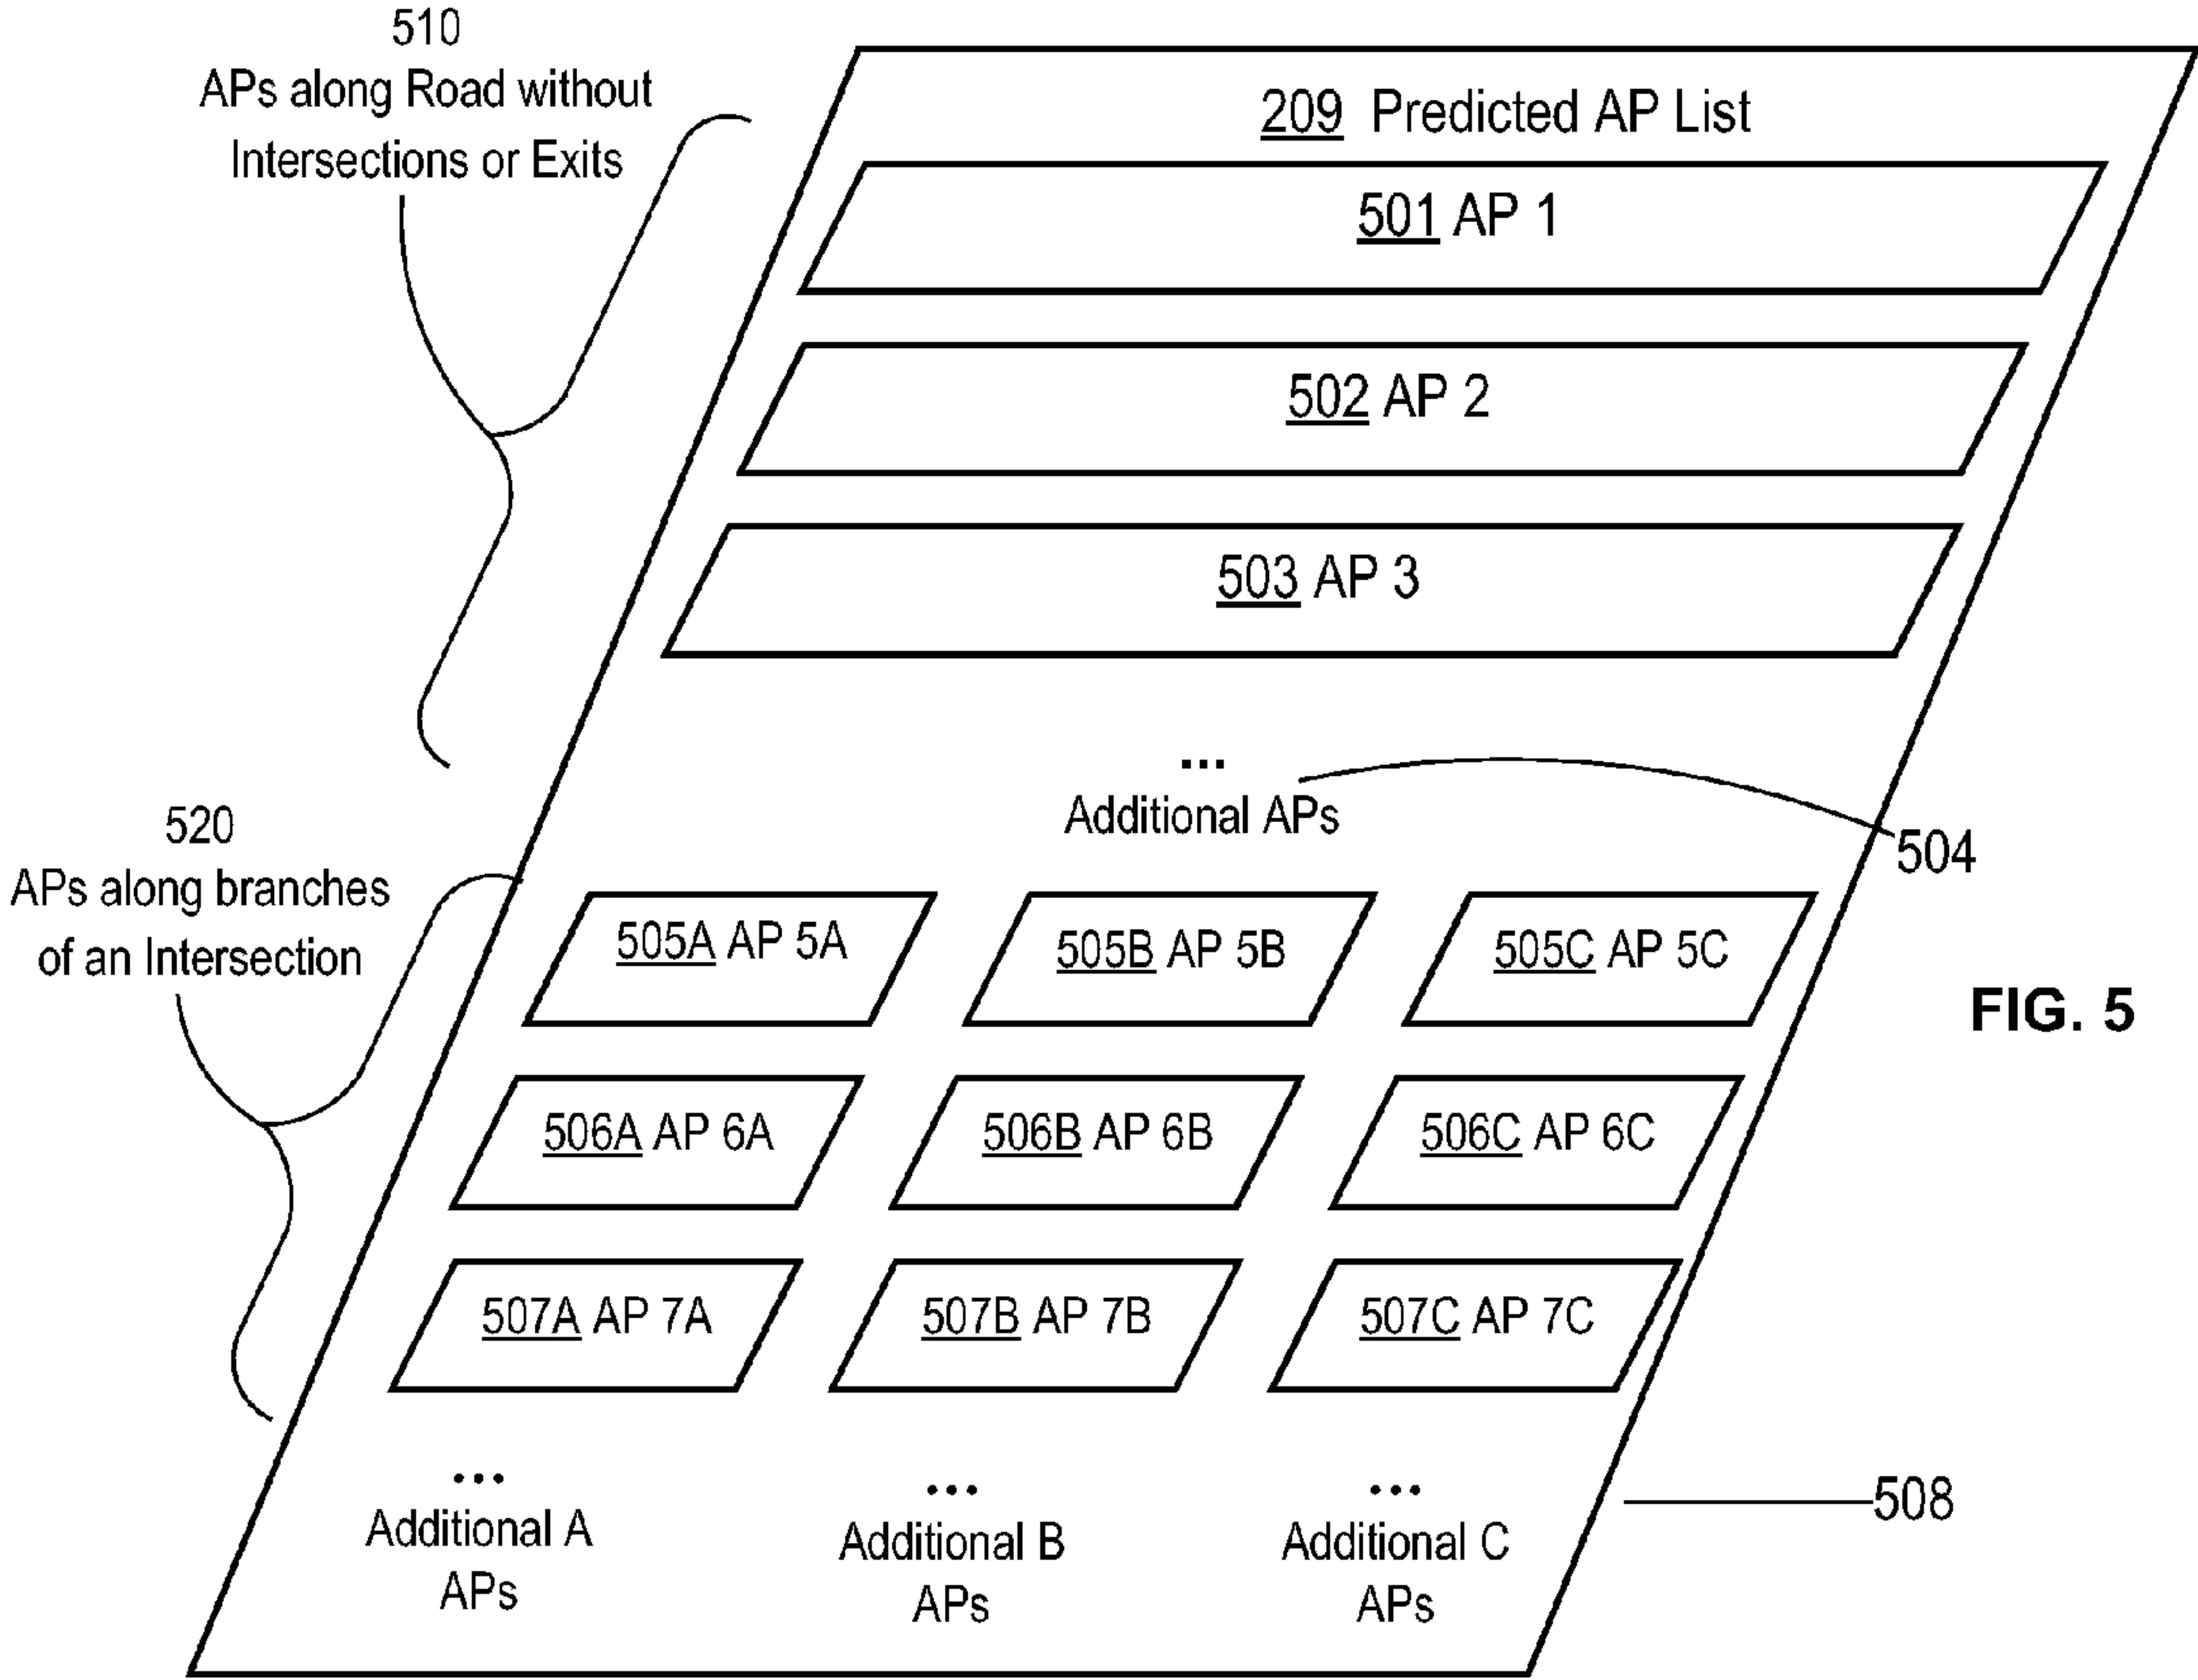 510
APs along Road without
Intersections or Exits
209 Predicted AP List
501 AP 1
502 AP 2
503 AP 3
...
Additional APs
504
520
APs along branches
of an Intersection
505A AP 5A
505B AP 5B
505C AP 5C
FIG. 5
506A AP 6A
506B AP 6B
506C AP 6C
507A AP 7A
507B AP 7B
507C AP 7C
...
Additional A
APs
...
Additional B
APs
...
Additional C
APs
508